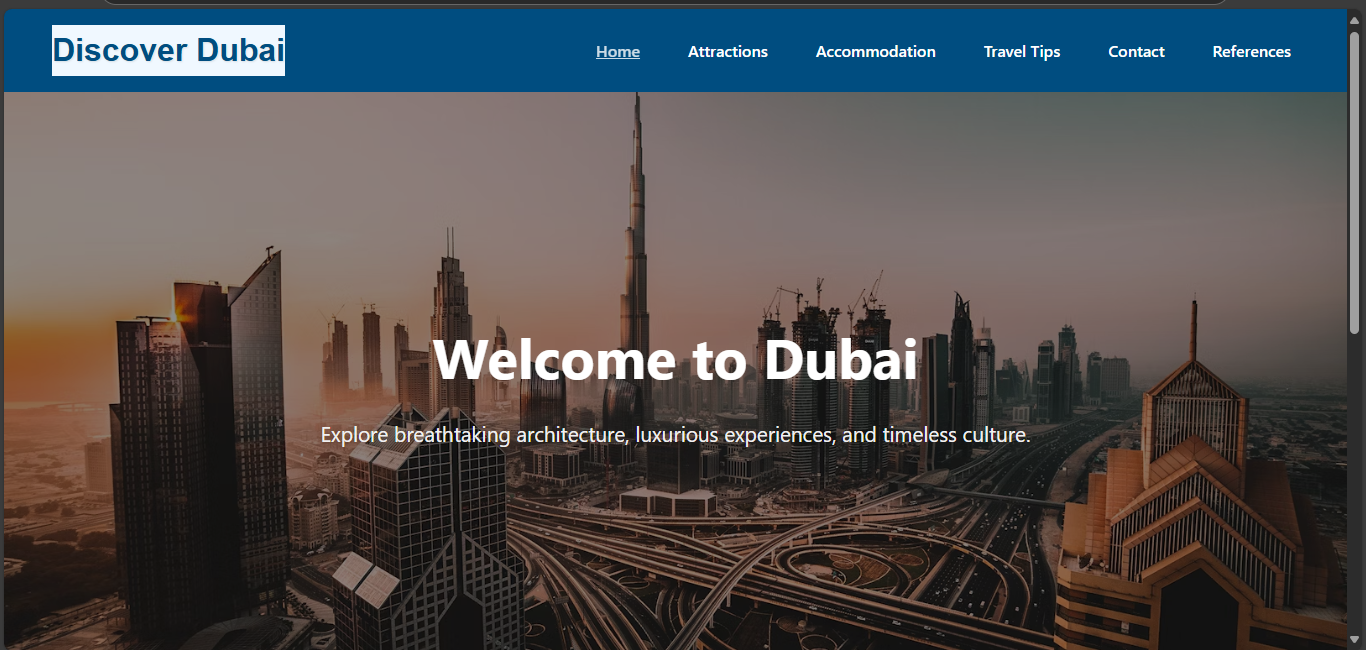 Discover Dubai
Home Attractions Accommodation Travel Tips Contact References
Welcome to Dubai
Explore breathtaking architecture, luxurious experiences, and timeless culture.